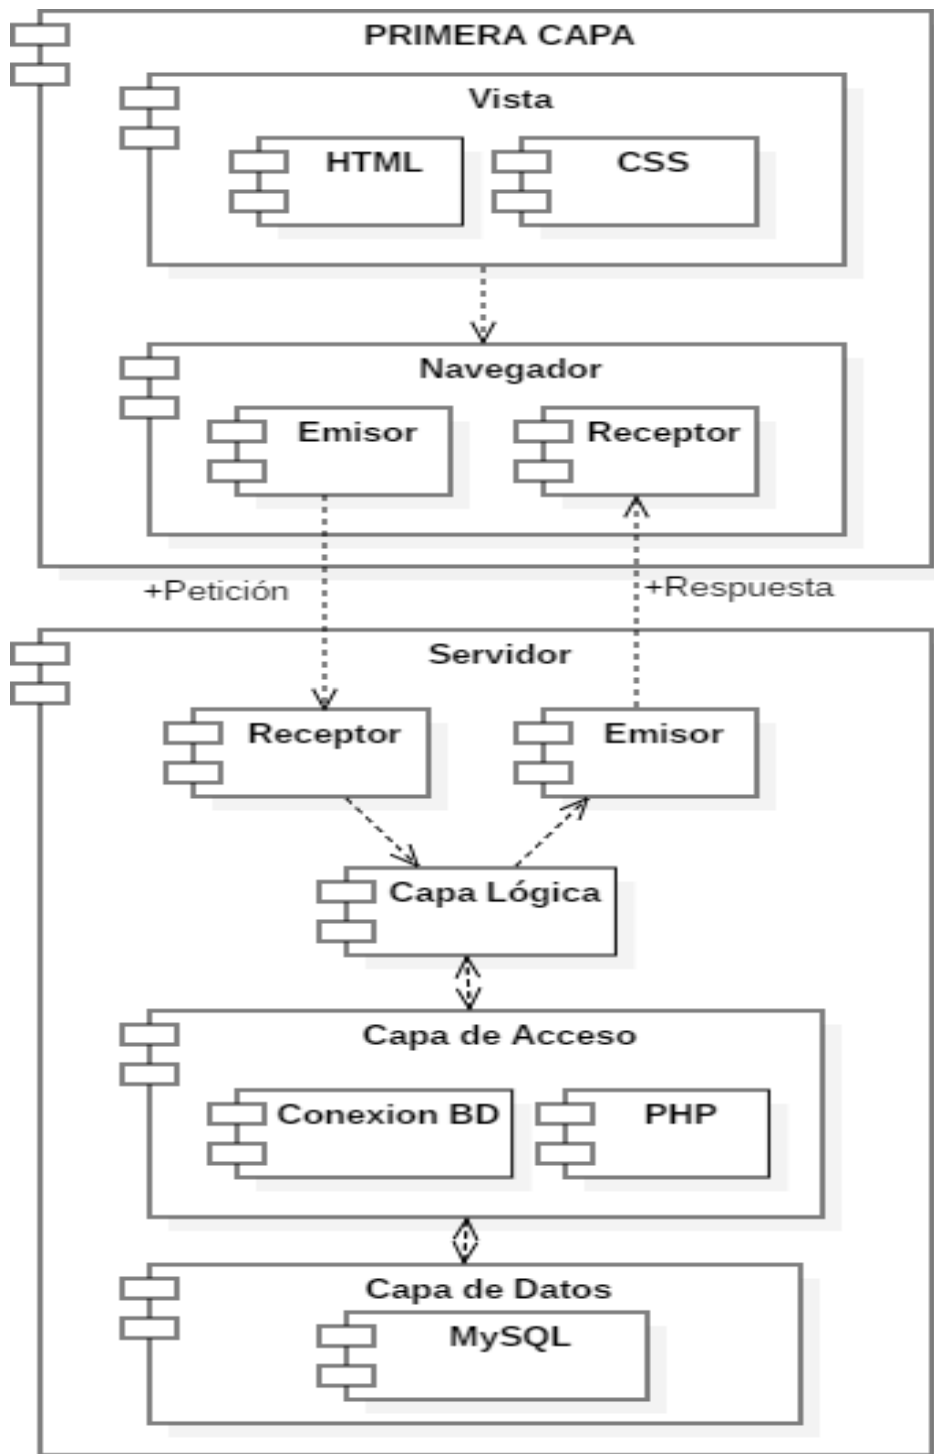 PRIMERA CAPA
Vista
HTML
CSS
Navegador
Emisor
Receptor
+Petición
+Respuesta
Servidor
Receptor
Emisor
Capa Lógica
Capa de Acceso
Conexion BD
PHP
Capa de Datos
MySQL